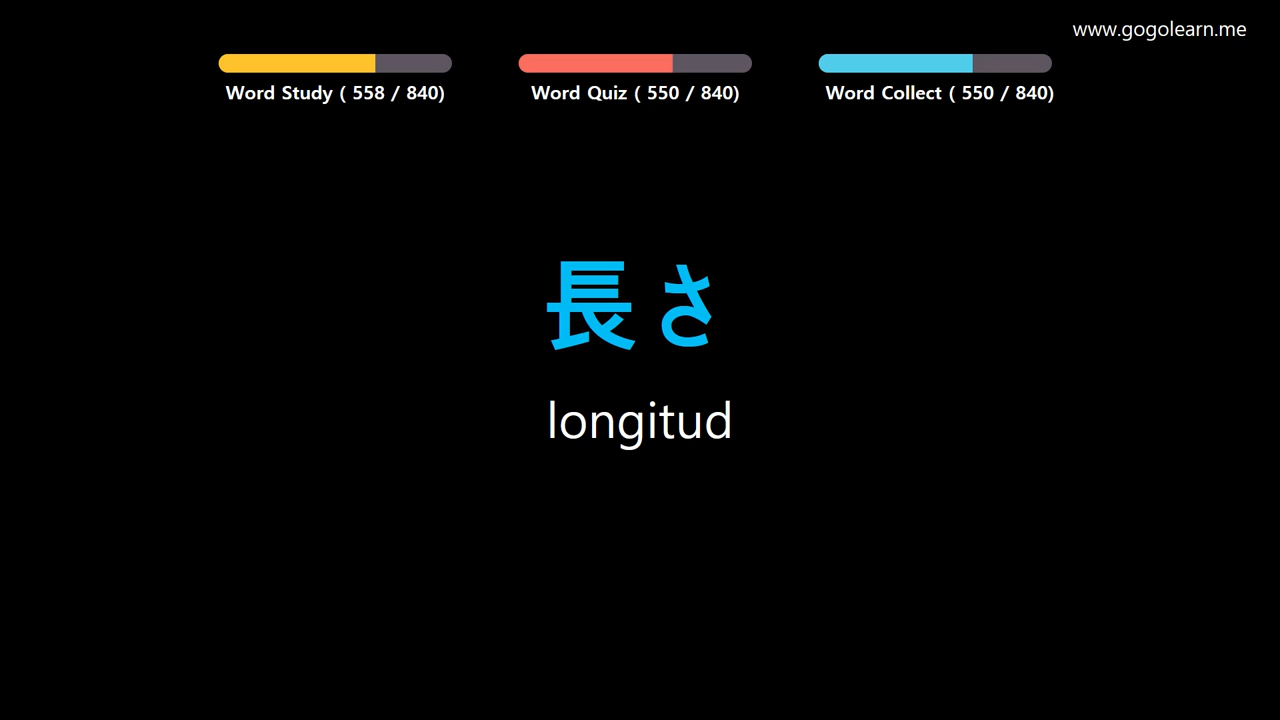 www.gogolearn.me
Word Study ( 558 / 840)
Word Quiz ( 550 / 840)
Word Collect ( 550 / 840)
長さ
longitud